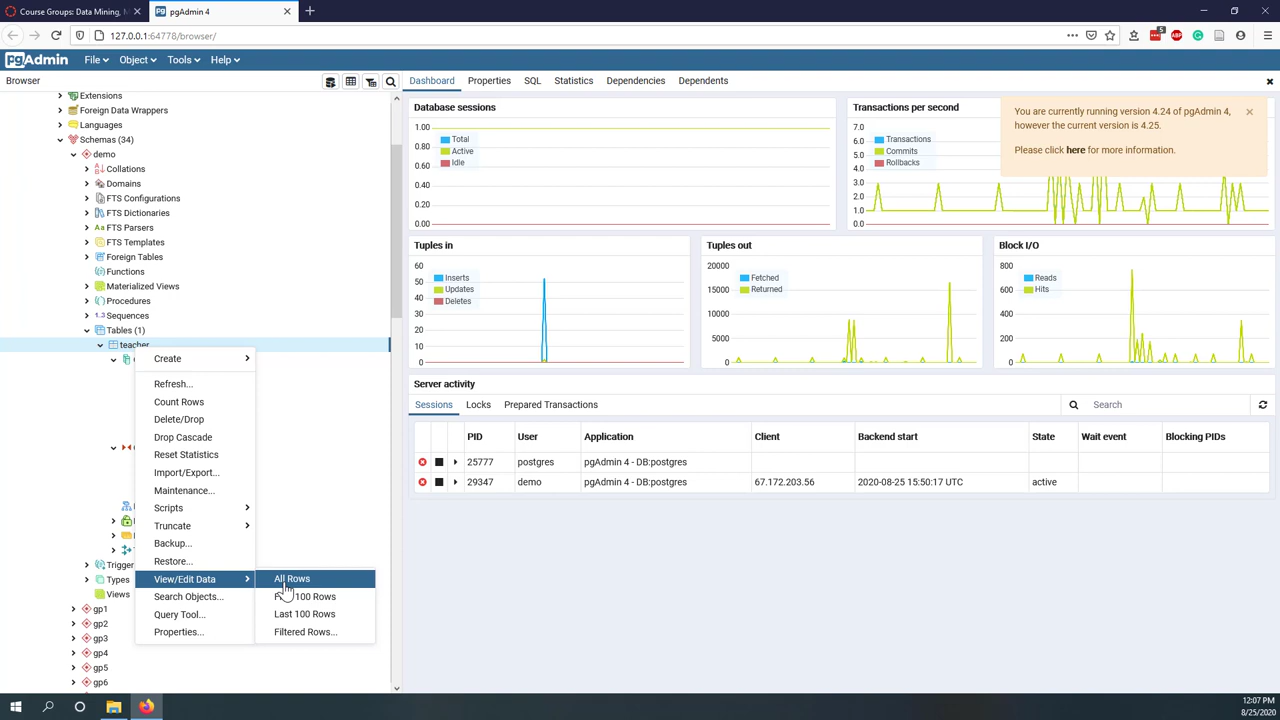 Course Groups: Data Mining, M
pgAdmin 4
127.0.0.1:64778/browser/
pgAdmin File Object Tools Help
Browser
Dashboard Properties SQL Statistics Dependencies Dependents
Extensions
Foreign Data Wrappers
Languages
Schemas (34)
demo
Collations
Domains
FTS Configurations
FTS Dictionaries
FTS Parsers
FTS Templates
Foreign Tables
Functions
Materialized Views
Procedures
1.3 Sequences
Tables (1)
teacher
Trigger
Types
Views
gp1
gp2
gp3
gp4
gp5
gp6
Create
Refresh...
Count Rows
Delete/Drop
Drop Cascade
Reset Statistics
Import/Export...
Maintenance...
Scripts
Truncate
Backup...
Restore...
View/Edit Data
Search Objects...
Query Tool...
Properties...
All Rows
100 Rows
Last 100 Rows
Filtered Rows...
Database sessions
1.00
0.80
0.60
0.40
0.20
0.00
Total
Active
Idle
Transactions per second
7.0
6.0
5.0
4.0
3.0
2.0
1.0
0.0
Transactions
Commits
Rollbacks
You are currently running version 4.24 of pgAdmin 4,
however the current version is 4.25.
Please click here for more information.
Tuples in
60
50
40
30
20
10
0
Inserts
Updates
Deletes
Tuples out
20000
15000
10000
5000
0
Fetched
Returned
Block I/O
800
600
400
200
0
Reads
Hits
Server activity
Sessions Locks Prepared Transactions
Search
PID User Application Client Backend start State Wait event Blocking PIDs
25777 postgres pgAdmin 4 - DB:postgres
29347 demo pgAdmin 4 - DB:postgres 67.172.203.56 2020-08-25 15:50:17 UTC active
12:07 PM
8/25/2020